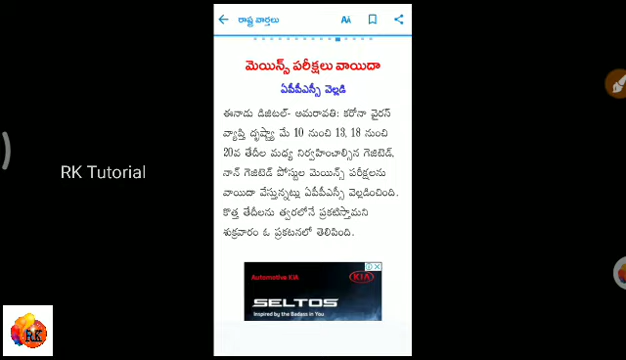 రాష్ట్ర వార్తలు
AA
మెయిన్స్ పరీక్షలు వాయిదా
ఏపీపీఎస్సీ వెల్లడి
ఈనాడు డిజిటల్- అమరావతి: కరోనా వైరస్
వ్యాప్తి దృష్ట్యా మే 10 నుంచి 13, 18 నుంచి
20వ తేదీల మధ్య నిర్వహించాల్సిన గెజిటెడ్,
నాన్ గెజిటెడ్ పోస్టుల మెయిన్స్ పరీక్షలను
వాయిదా వేస్తున్నట్లు ఏపీపీఎస్సీ వెల్లడించింది.
కొత్త తేదీలను త్వరలోనే ప్రకటిస్తామని
శుక్రవారం ఓ ప్రకటనలో తెలిపింది.
RK Tutorial
Automotive KIA
KIA
SELTOS
Inspired by the Badass in You
RK